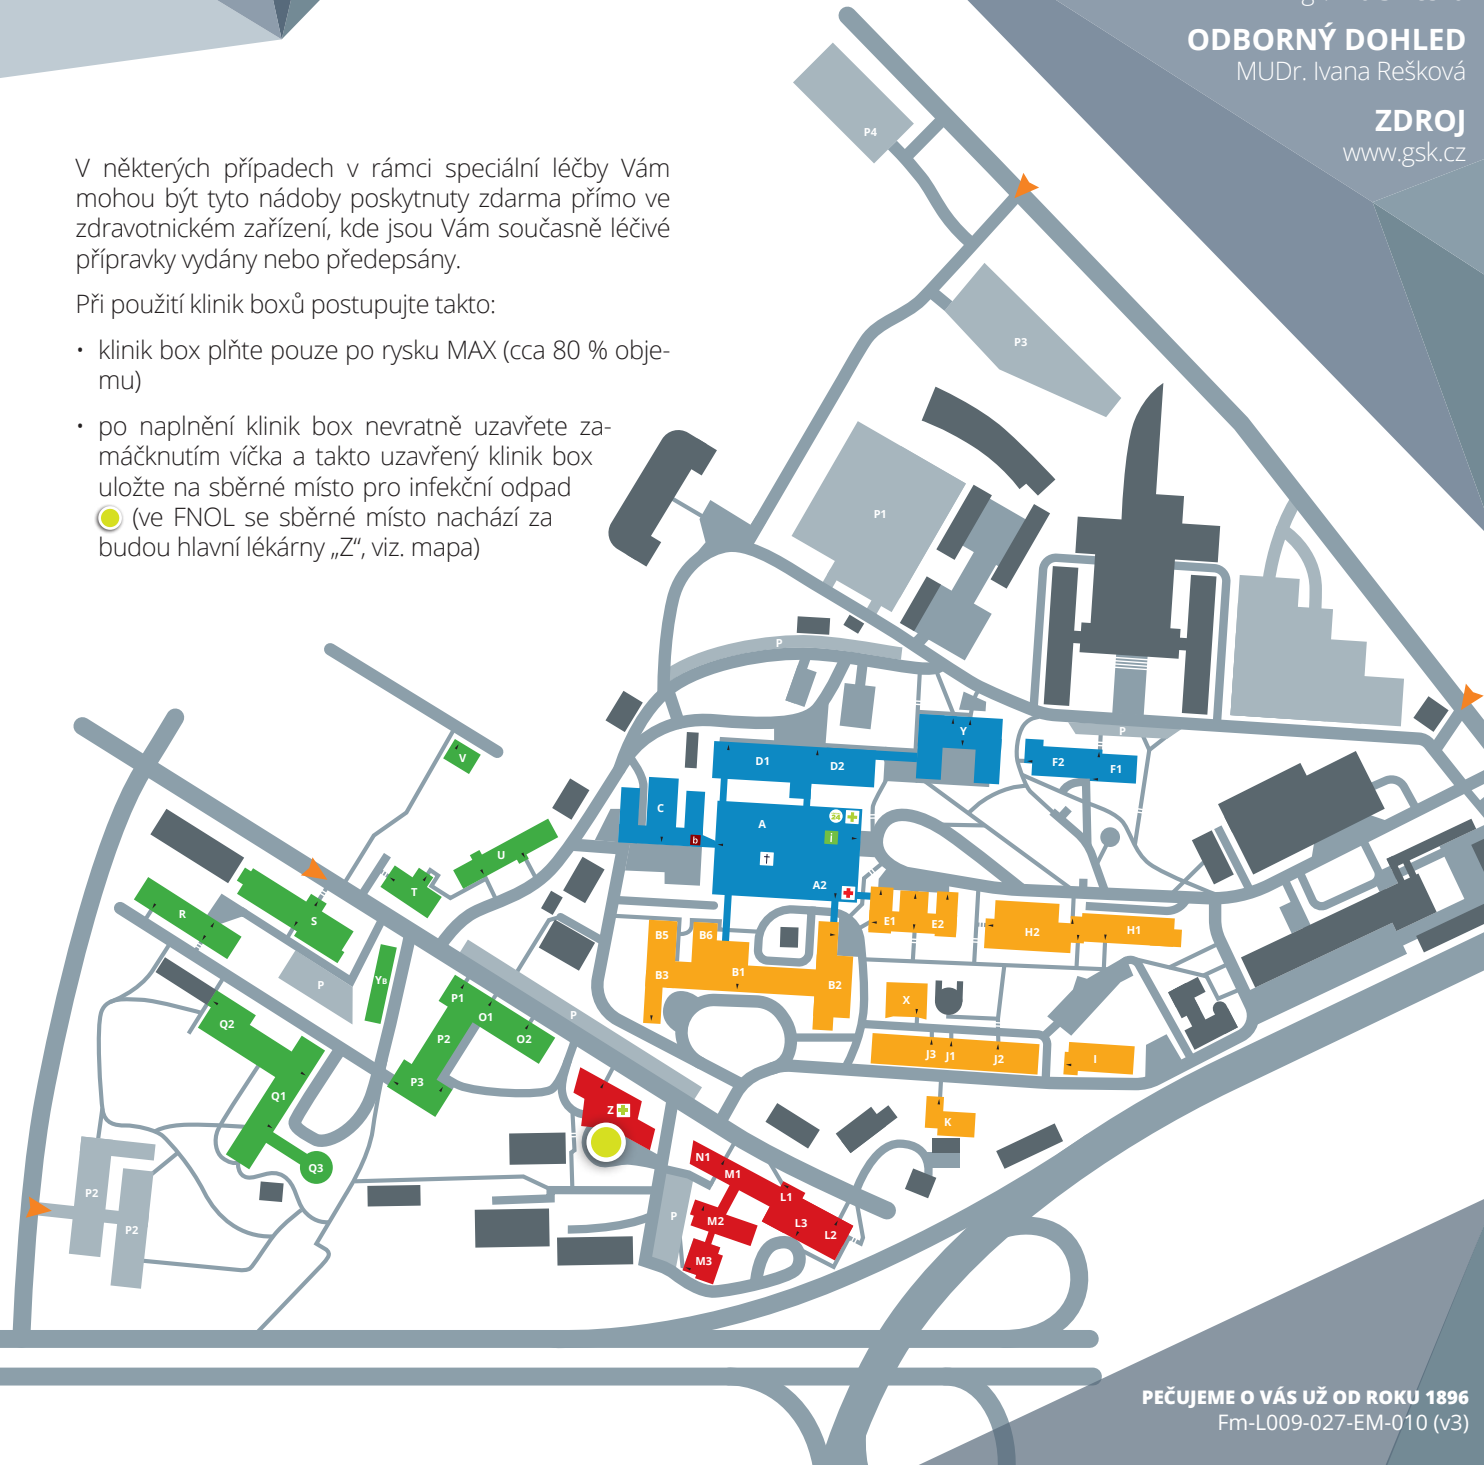 ODBORNÝ DOHLED
MUDr. Ivana Rešková
ZDROJ
www.gsk.cz
V některých případech v rámci speciální léčby Vám
mohou být tyto nádoby poskytnuty zdarma přímo ve
zdravotnickém zařízení, kde jsou Vám současně léčivé
přípravky vydány nebo předepsány.
Při použití klinik boxů postupujte takto:
• klinik box plňte pouze po rysku MAX (cca 80 % obje-
mu)
• po naplnění klinik box nevratně uzavřete za-
máčknutím víčka a takto uzavřený klinik box
uložte na sběrné místo pro infekční odpad
(ve FNOL se sběrné místo nachází za
budou hlavní lékárny „Z“, viz. mapa)
P4
P3
P1
P
Y
P
D1
D2
F2
F1
V
C
A
24
b
i
U
A2
T
R
S
E1
E2
H2
H1
B5
B6
YB
P
B3
B1
B2
P1
X
O1
P
Q2
P2
O2
J3
J1
J2
I
P3
Q1
Z
K
N1
Q3
M1
P2
L1
P
M2
L3
P2
L2
M3
PEČUJEME O VÁS UŽ OD ROKU 1896
Fm-L009-027-EM-010 (v3)